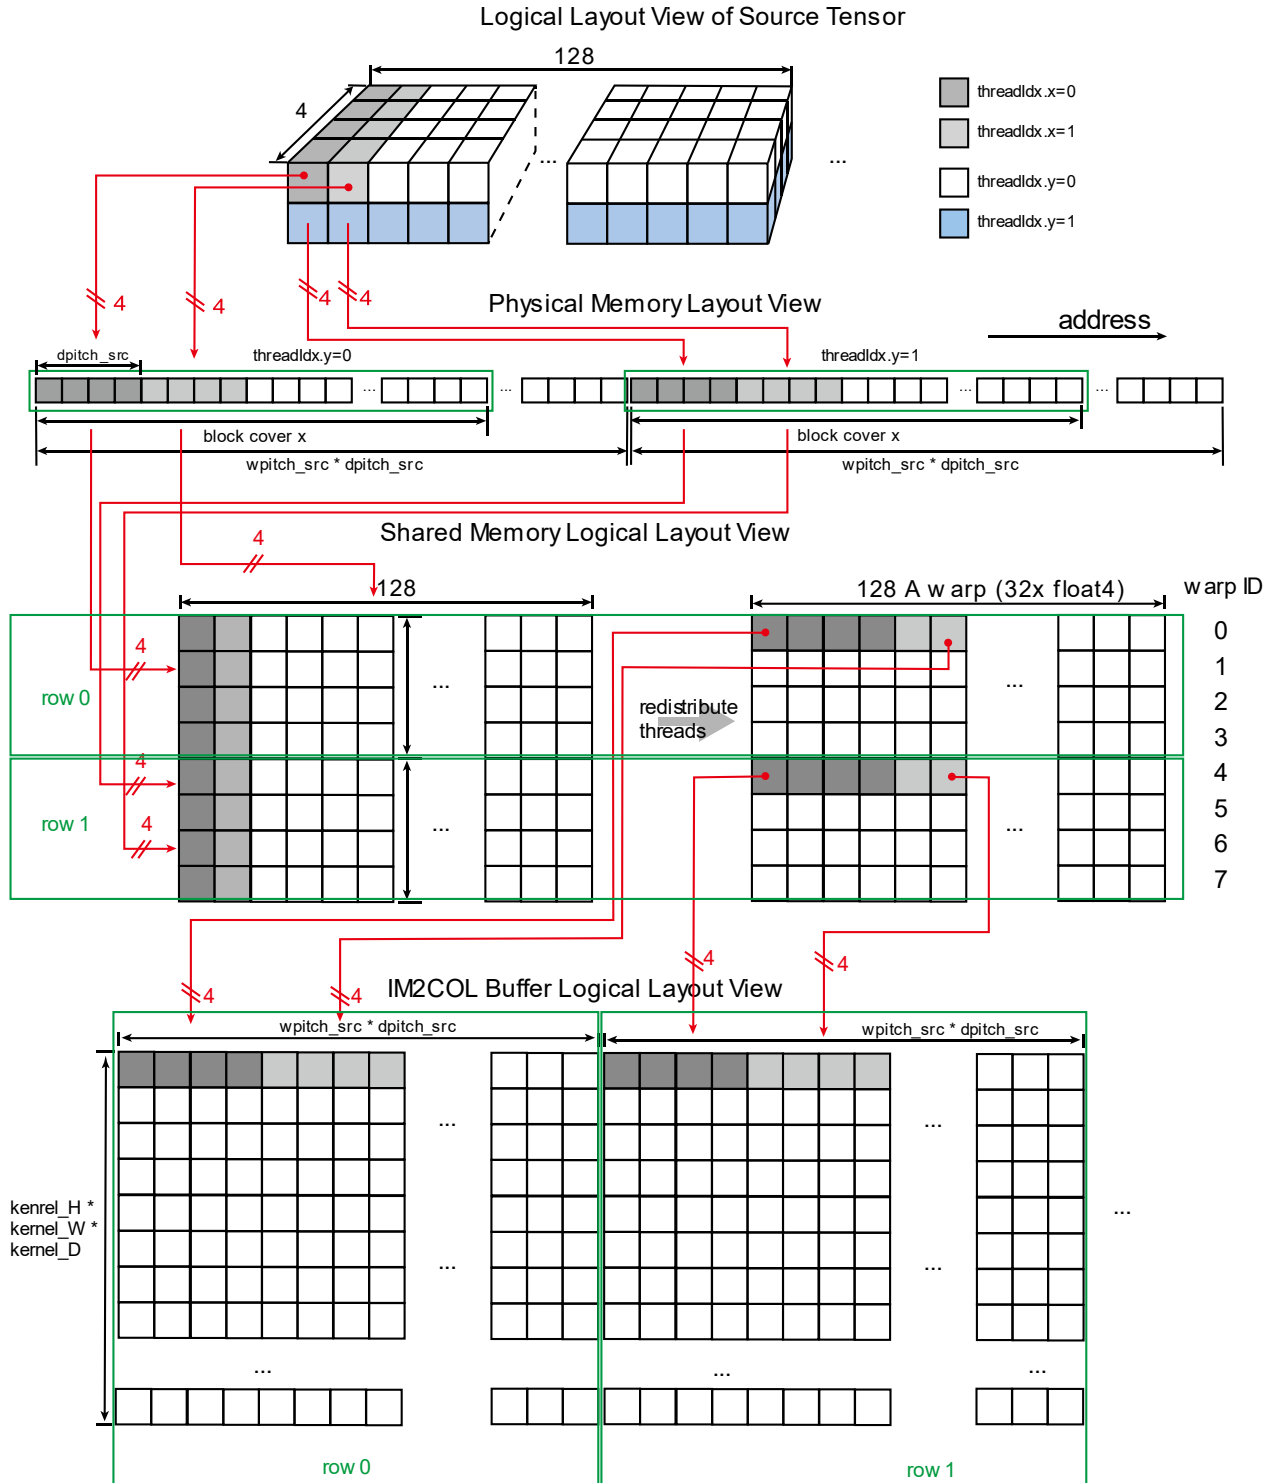 Logical Layout View of Source Tensor
128
4
threadIdx.x=0
threadIdx.x=1
threadIdx.y=0
threadIdx.y=1
...
...
4
4
4
4
Physical Memory Layout View
address
dpitch_src
threadIdx.y=0
threadIdx.y=1
...
...
...
...
block cover x
block cover x
wpitch_src * dpitch_src
wpitch_src * dpitch_src
Shared Memory Logical Layout View
4
128
128 A warp (32x float4)
warp ID
0
1
2
3
4
5
6
7
4
row 0
...
...
redistribute
threads
4
row 1
4
...
...
4
4
4
4
IM2COL Buffer Logical Layout View
wpitch_src * dpitch_src
wpitch_src * dpitch_src
...
...
kenrel_H *
kernel_W *
kernel_D
...
...
...
...
...
...
row 0
row 1